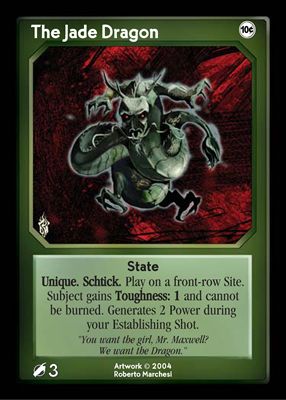 The Jade Dragon
10¢
State
Unique. Schtick. Play on a front-row Site.
Subject gains Toughness: 1 and cannot
be burned. Generates 2 Power during
your Establishing Shot.
"You want the girl, Mr. Maxwell?
We want the Dragon."
3
Artwork © 2004
Roberto Marchesi